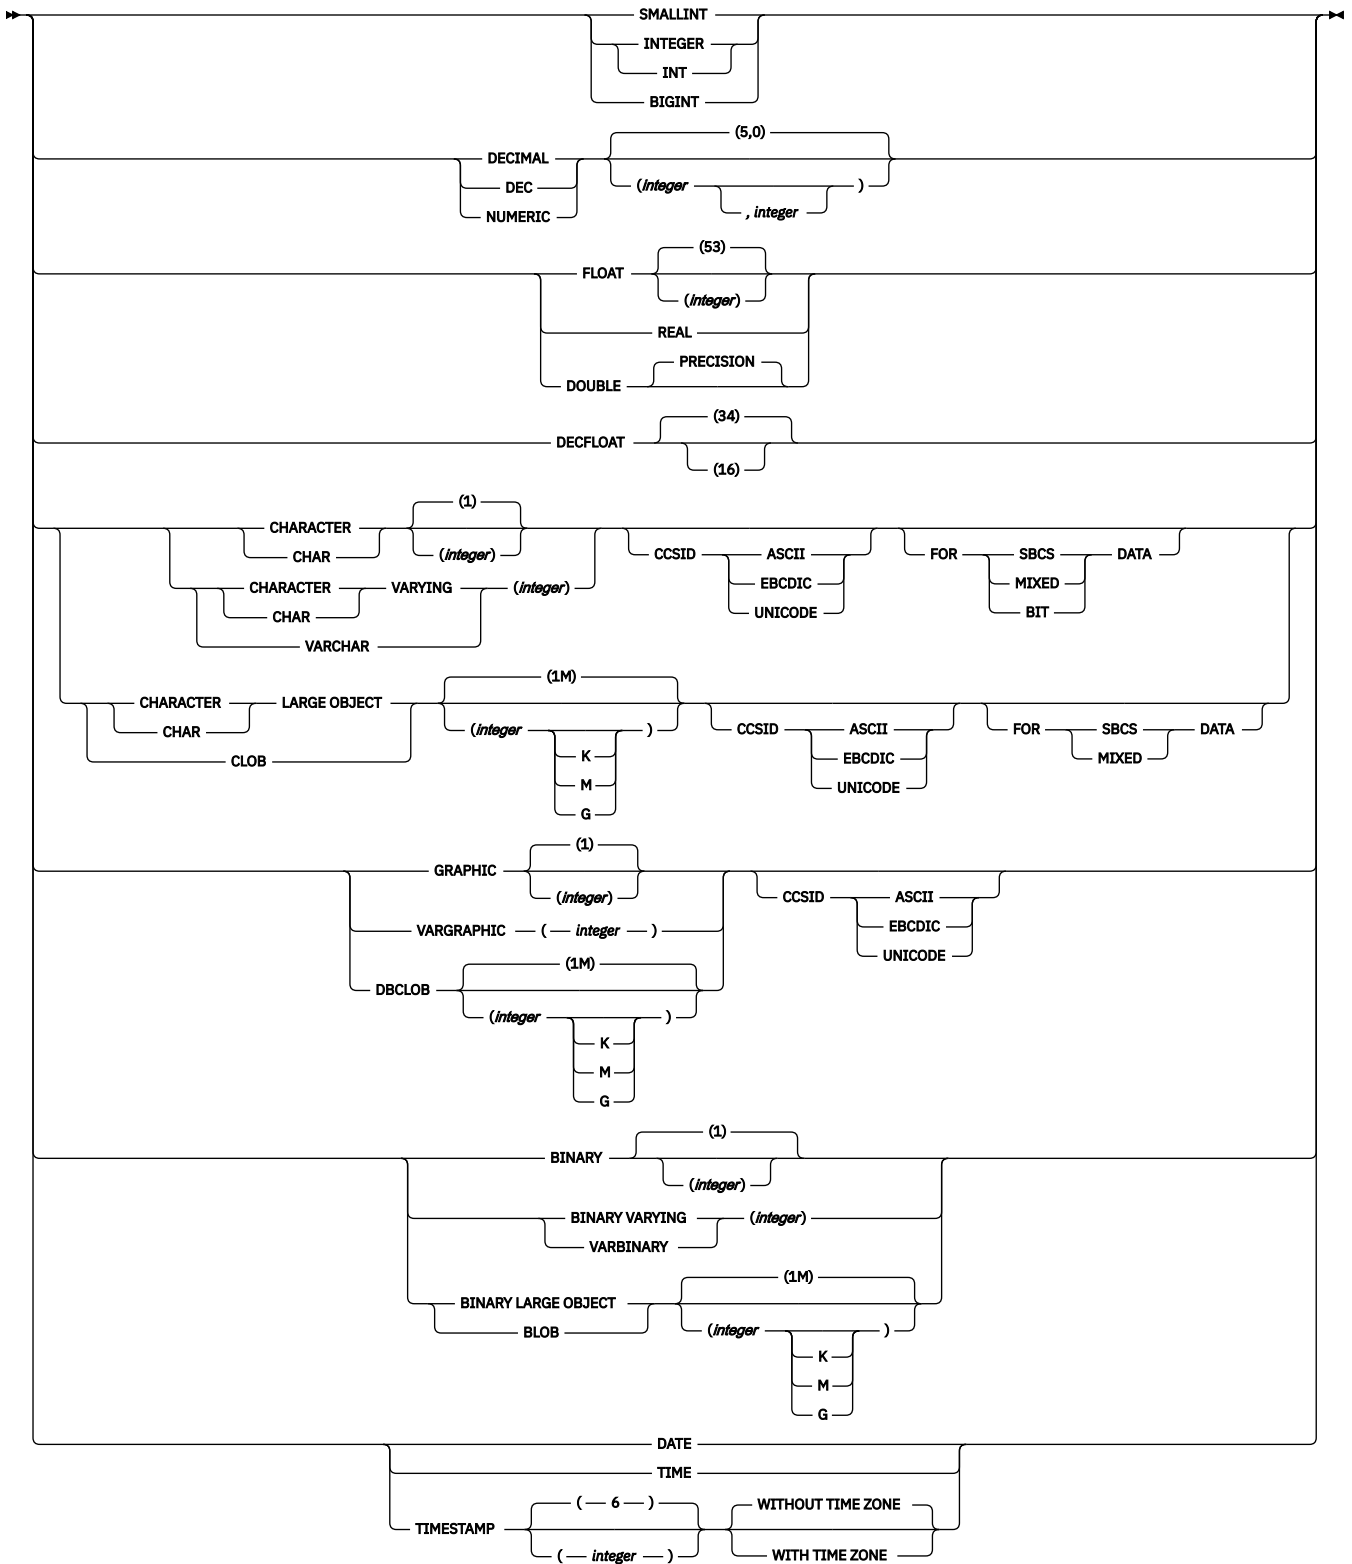 SMALLINT
INTEGER
INT
BIGINT
(5,0)
DECIMAL
DEC
(integer )
, integer
NUMERIC
(53)
FLOAT
(integer)
REAL
PRECISION
DOUBLE
(34)
DECFLOAT
(16)
(1)
CHARACTER
CHAR (integer) CCSID ASCII FOR SBCS DATA
EBCDIC MIXED
CHARACTER VARYING (integer)
CHAR UNICODE BIT
VARCHAR
(1M)
CHARACTER LARGE OBJECT
CHAR (integer ) CCSID ASCII FOR SBCS DATA
K EBCDIC MIXED
CLOB
M UNICODE
G
(1)
GRAPHIC
(integer) CCSID ASCII
EBCDIC
VARGRAPHIC ( integer )
UNICODE
(1M)
DBCLOB
(integer )
K
M
G
(1)
BINARY
(integer)
BINARY VARYING (integer)
VARBINARY
(1M)
BINARY LARGE OBJECT
BLOB (integer )
K
M
G
DATE
TIME
( 6 ) WITHOUT TIME ZONE
TIMESTAMP
( integer ) WITH TIME ZONE